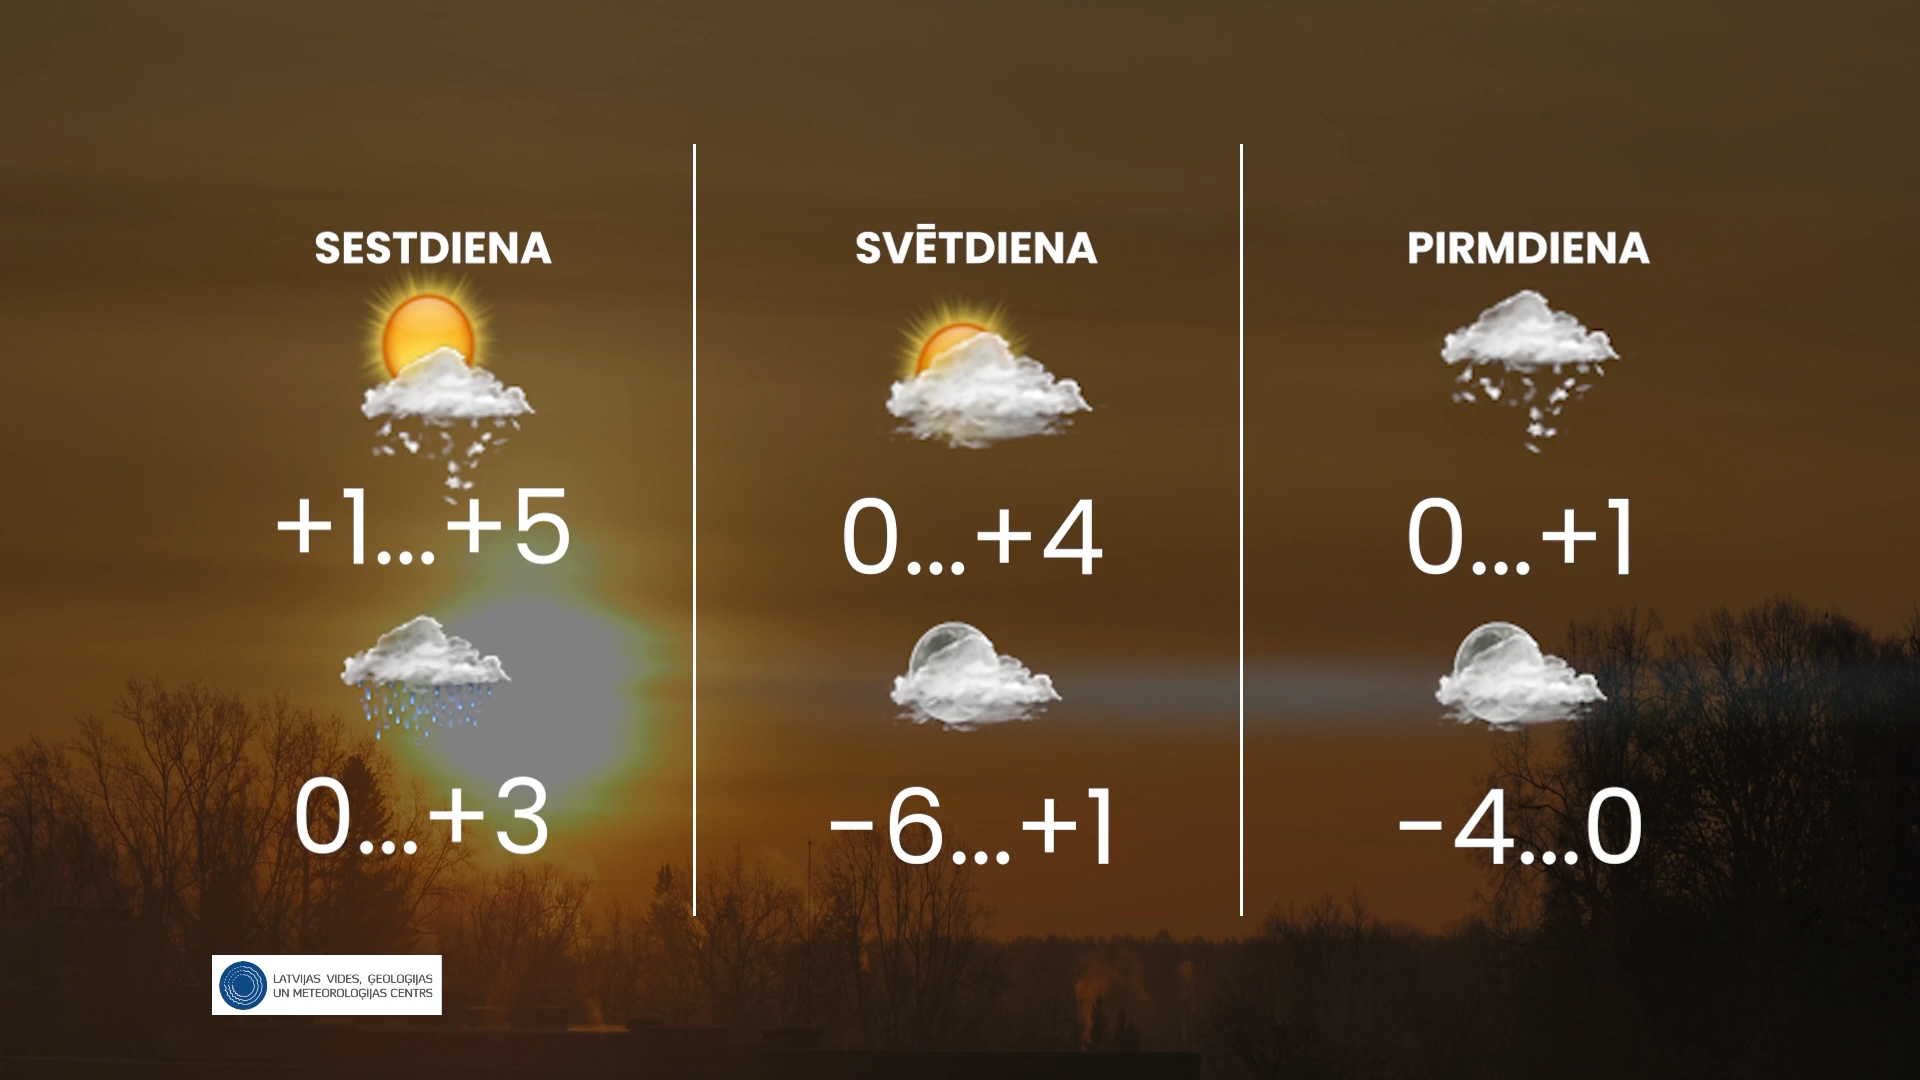 SESTDIENA
+1...+5
0...+3
SVĒTDIENA
0...+4
-6...+1
PIRMDIENA
0...+1
-4...0
LATVIJAS VIDES, ĢEOLOĢIJAS
UN METEOROLOĢIJAS CENTRS